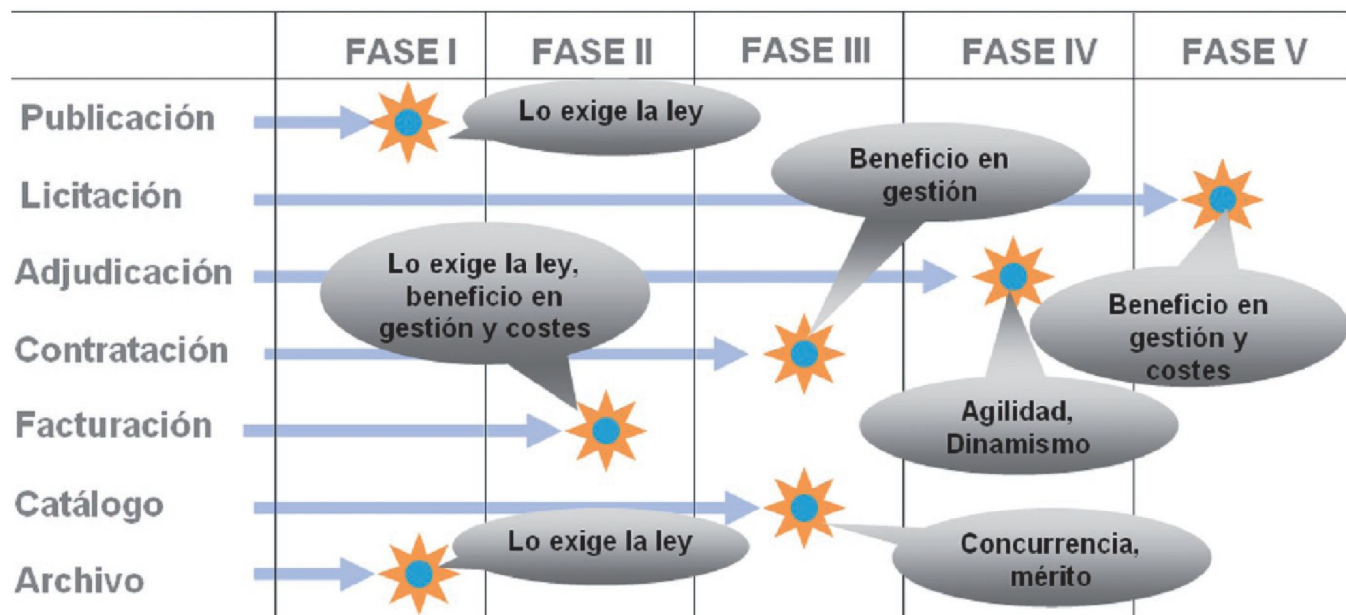 FASE I FASE II FASE III FASE IV FASE V
Publicación
Lo exige la ley
Beneficio en
gestión
Licitación
Adjudicación
Lo exige la ley,
beneficio en
gestión y costes
Beneficio en
gestión y
costes
Contratación
Agilidad,
Dinamismo
Facturación
Catálogo
Lo exige la ley
Concurrencia,
mérito
Archivo